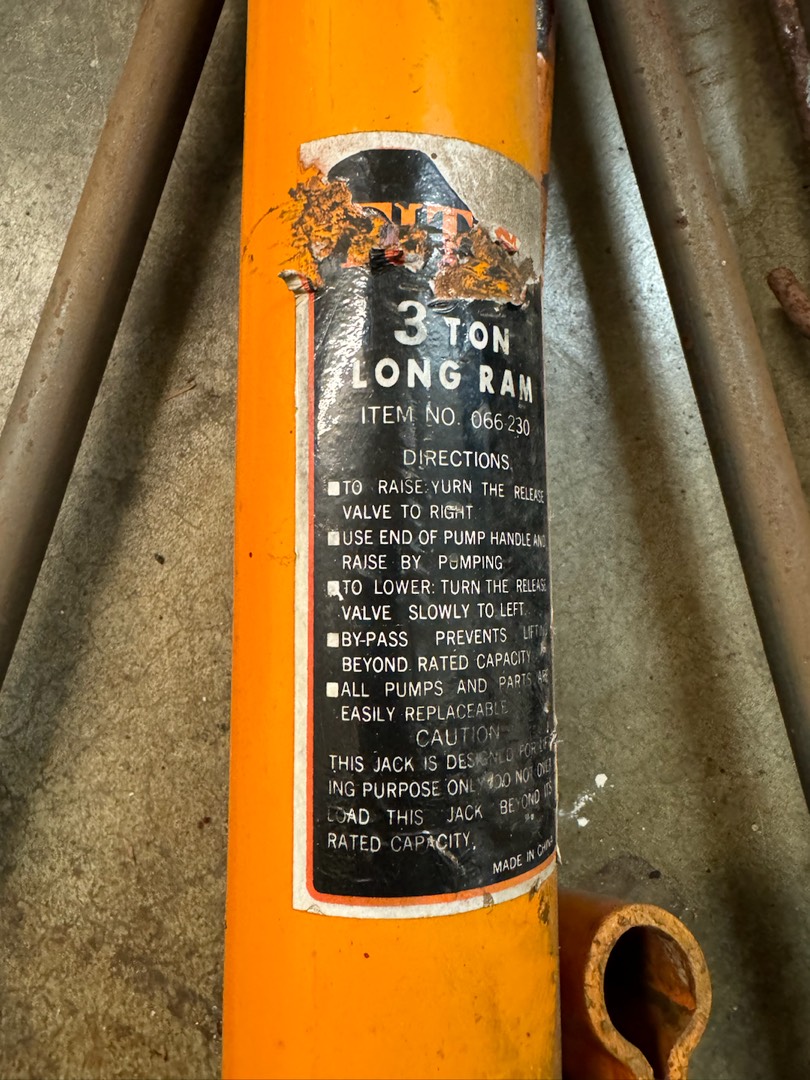 3 TON
LONG RAM
ITEM NO. 066-230
DIRECTIONS
■TO RAISE: YURN THE RELEASE
VALVE TO RIGHT
■USE END OF PUMP HANDLE AND
RAISE BY PUMPING
■TO LOWER: TURN THE RELEASE
VALVE SLOWLY TO LEFT.
■BY-PASS PREVENTS LIFTING
BEYOND RATED CAPACITY
■ALL PUMPS AND PARTS ARE
EASILY REPLACEABLE
CAUTION
THIS JACK IS DESIGNED FOR LIFT
ING PURPOSE ONLY DO NOT OVER
LOAD THIS JACK BEYOND ITS
RATED CAPACITY.
MADE IN CHINA